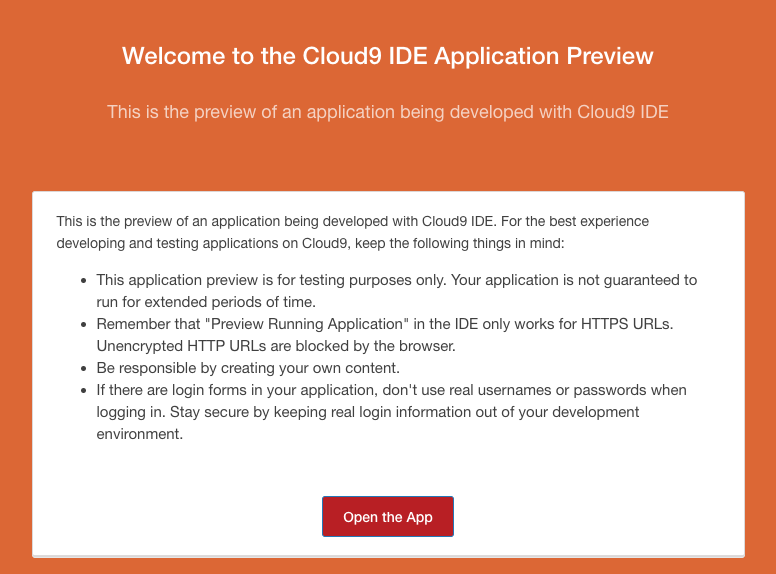 Welcome to the Cloud9 IDE Application Preview
This is the preview of an application being developed with Cloud9 IDE
This is the preview of an application being developed with Cloud9 IDE. For the best experience
developing and testing applications on Cloud9, keep the following things in mind:
• This application preview is for testing purposes only. Your application is not guaranteed to
run for extended periods of time.
• Remember that "Preview Running Application" in the IDE only works for HTTPS URLs.
Unencrypted HTTP URLs are blocked by the browser.
• Be responsible by creating your own content.
• If there are login forms in your application, don't use real usernames or passwords when
logging in. Stay secure by keeping real login information out of your development
environment.
Open the App